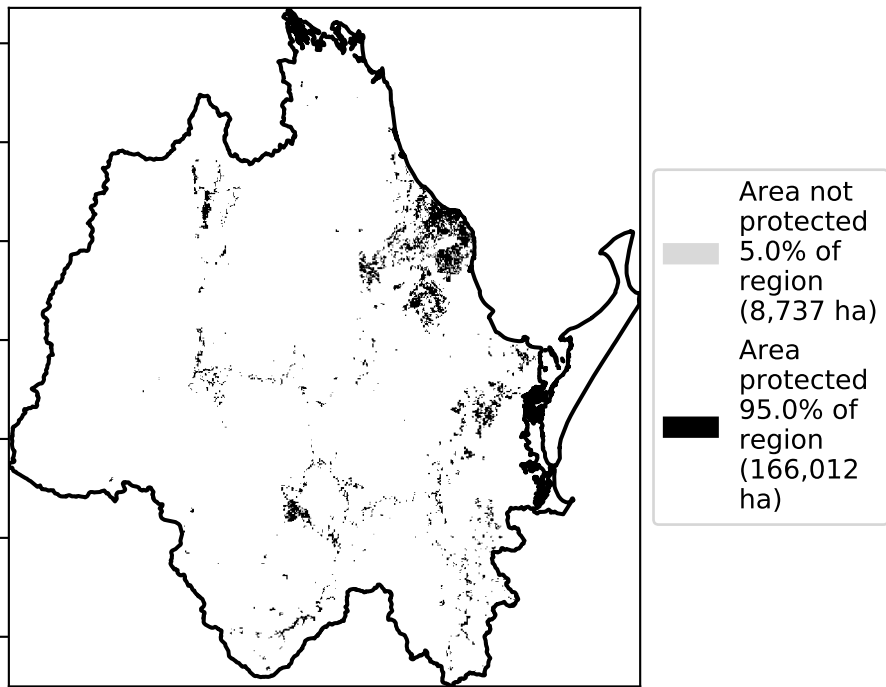 Area not
protected
5.0% of
region
(8,737 ha)
Area
protected
95.0% of
region
(166,012
ha)